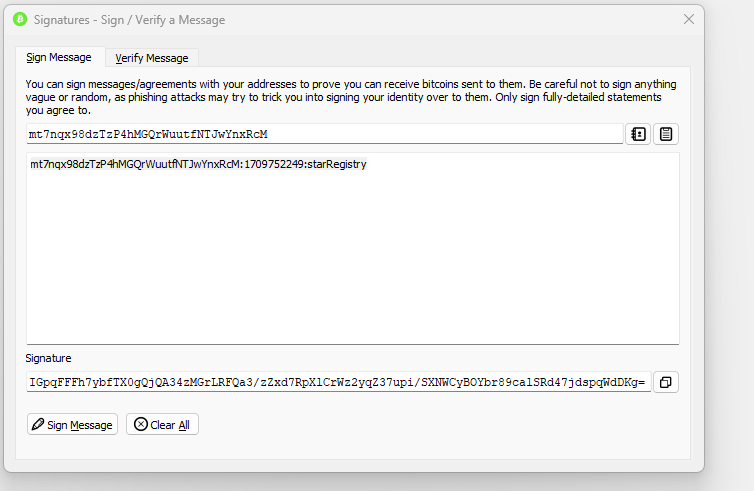 Signatures - Sign / Verify a Message
Sign Message
Verify Message
You can sign messages/agreements with your addresses to prove you can receive bitcoins sent to them. Be careful not to sign anything
vague or random, as phishing attacks may try to trick you into signing your identity over to them. Only sign fully-detailed statements
you agree to.
mt7nqx98dzTzP4hMGQrWuutfNTJwYnxRcM
mt7nqx98dzTzP4hMGQrWuutfNTJwYnxRcM:1709752249:starRegistry
Signature
IGpqFFFh7ybfTX0gQjQA34zMGrLRFQa3/zZxd7RpXlCrWz2yqZ37upi/SXNWCyBOYbr89calSRd47jdspqWdDKg=
Sign Message
Clear All